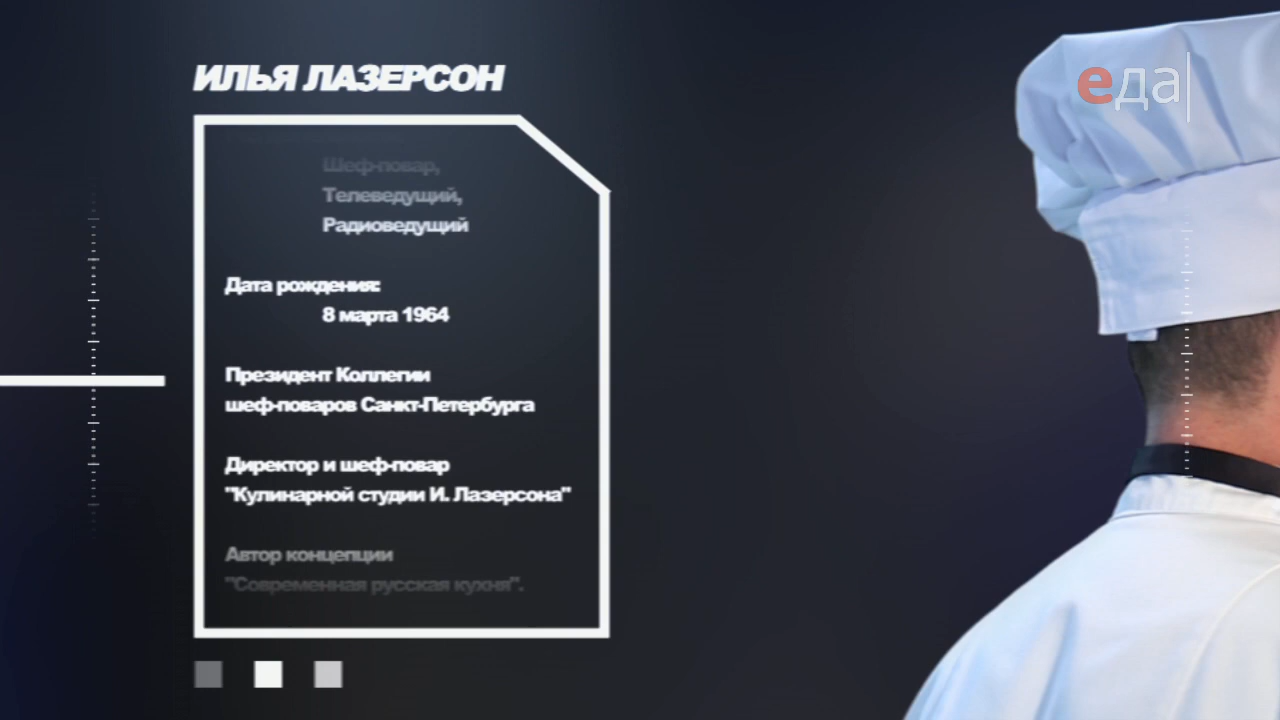 ИЛЬЯ ЛАЗЕРСОН
еда
Шеф-повар,
Телеведущий,
Радиоведущий
Дата рождения:
8 марта 1964
Президент Коллегии
шеф-поваров Санкт-Петербурга
Директор и шеф-повар
"Кулинарной студии И. Лазерсона"
Автор концепции
"Современная русская кухня".